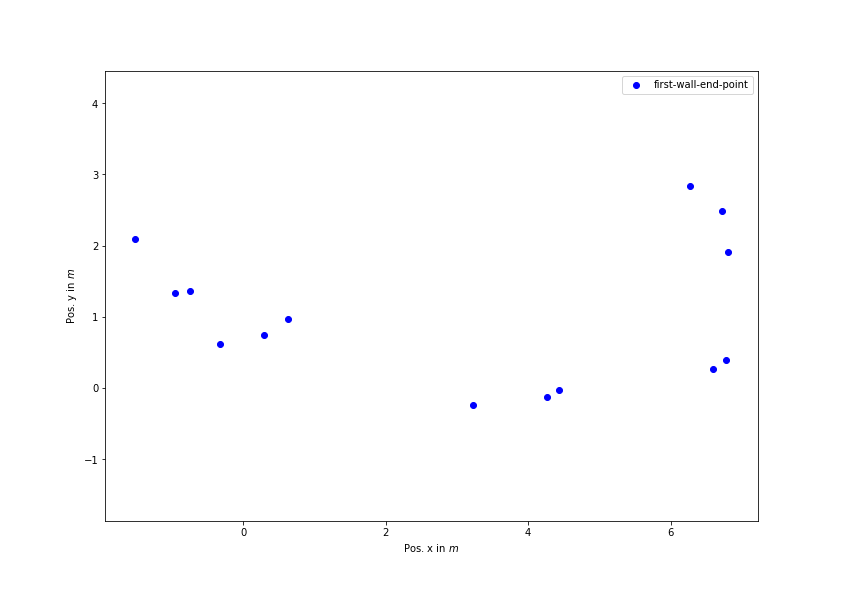 first-wall-end-point
4
3
2
1
0
−1
Pos. y in m
0 2 4 6
Pos. x in m